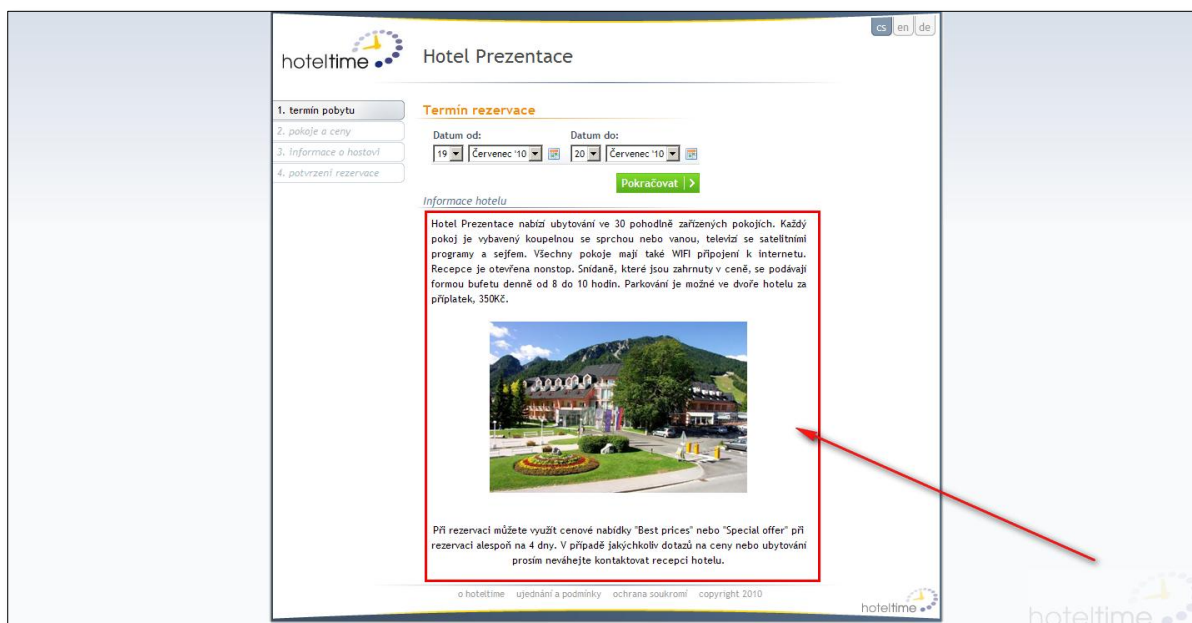 cs en de
hoteltime
Hotel Prezentace
1. termín pobytu
2. pokoje a ceny
3. informace o hostovi
4. potvrzení rezervace
Termín rezervace
Datum od: Datum do:
19 Červenec '10 20 Červenec '10
Pokračovat
Informace hotelu
Hotel Prezentace nabízí ubytování ve 30 pohodlně zařízených pokojích. Každý
pokoj je vybavený koupelnou se sprchou nebo vanou, televizí se satelitními
programy a sejfem. Všechny pokoje mají také WIFI připojení k internetu.
Recepce je otevřena nonstop. Snídaně, které jsou zahrnuty v ceně, se podávají
formou bufetu denně od 8 do 10 hodin. Parkování je možné ve dvoře hotelu za
příplatek, 350Kč.
Při rezervaci můžete využít cenové nabídky "Best prices" nebo "Special offer" při
rezervaci alespoň na 4 dny. V případě jakýchkoliv dotazů na ceny nebo ubytování
prosím neváhejte kontaktovat recepci hotelu.
o hoteltime ujednání a podmínky ochrana soukromí copyright 2010
hoteltime
hoteltime